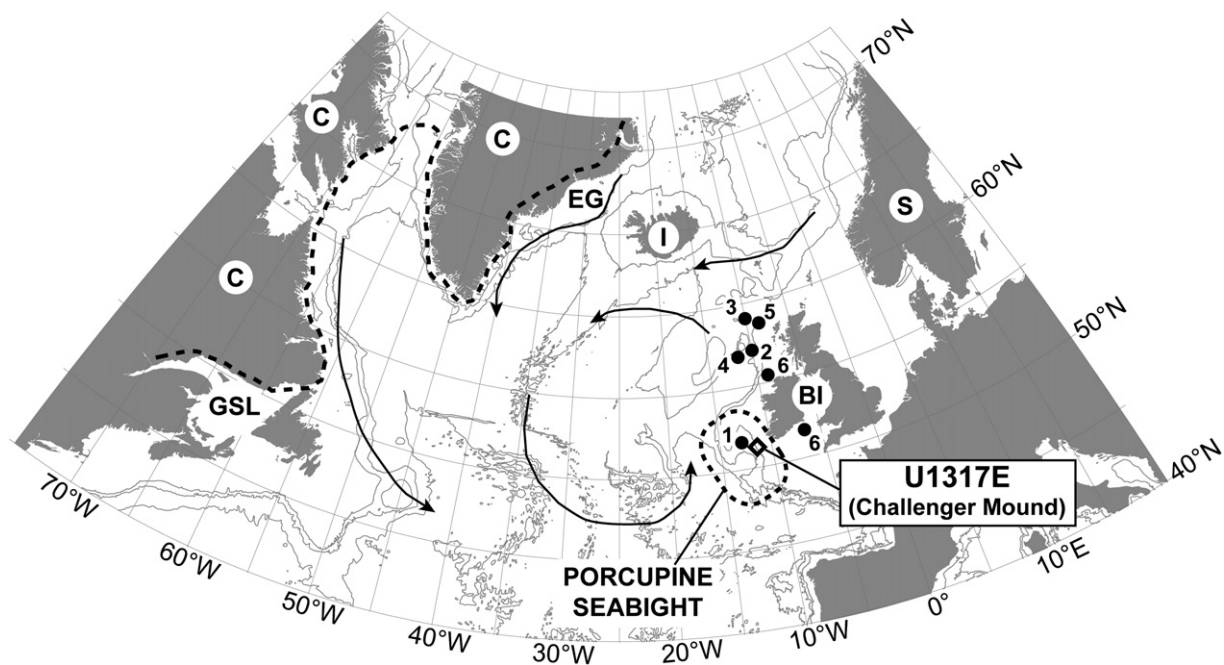 70°N
60°N
50°N
40°N
C
C
C
EG
I
S
GSL
BI
3
5
2
4
6
1
6
U1317E
(Challenger Mound)
PORCUPINE
SEABIGHT
70°W
60°W
50°W
40°W
30°W
20°W
10°W
0°
10°E